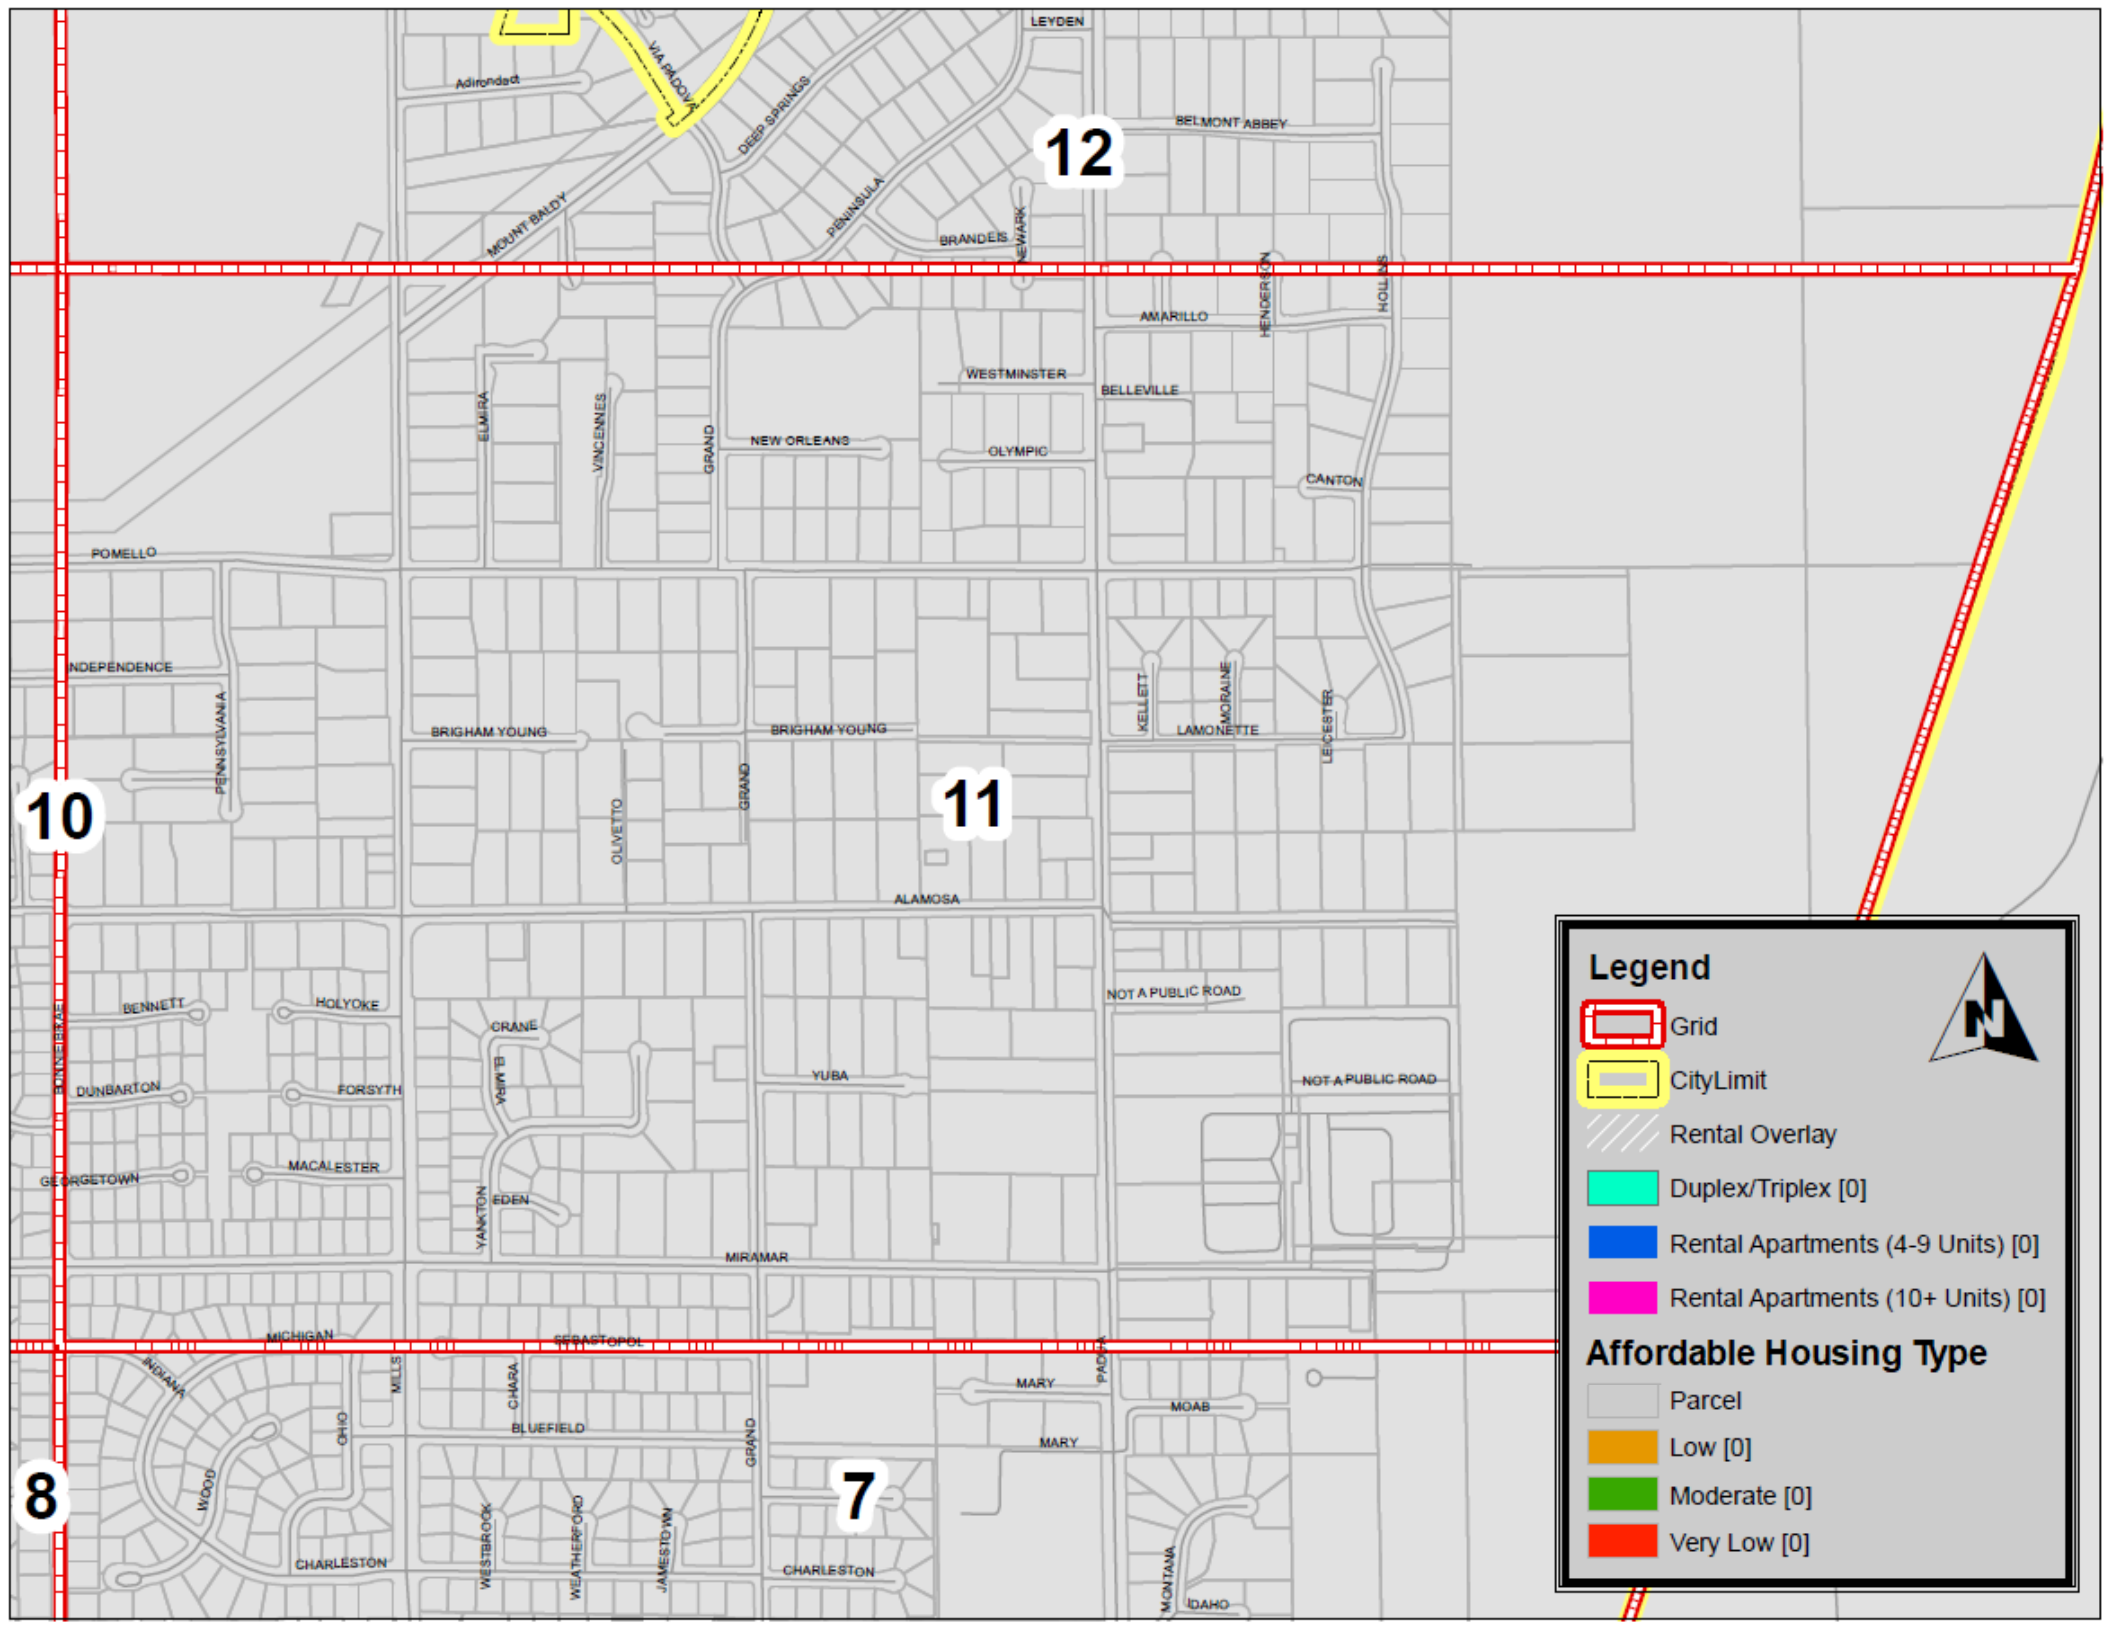 LEYDEN
VIA PADOVA
Adirondact
DEEP SPRINGS
BELMONT ABBEY
12
MOUNT BALDY
PENINSULA
BRANDEIS
NEWARK
HENDERSON
HOLLINS
AMARILLO
WESTMINSTER
BELLEVILLE
ELMIRA
VINCENNES
GRAND
NEW ORLEANS
OLYMPIC
CANTON
POMELLO
NDEPENDENCE
PENNSYLVANIA
KELLETT
MORAINE
LEICESTER
BRIGHAM YOUNG
BRIGHAM YOUNG
LAMONETTE
GRAND
10
11
OLIVETTO
ALAMOSA
BENNETT
HOLYOKE
NOT A PUBLIC ROAD
BONNIE BRAE
CRANE
ELMIRA
DUNBARTON
FORSYTH
YUBA
NOT A PUBLIC ROAD
GEORGETOWN
MACALESTER
YANKTON
EDEN
MIRAMAR
MICHIGAN
SEBASTOPOL
INDIANA
MILLS
CHARA
PADUA
MARY
MOAB
OHIO
BLUEFIELD
GRAND
MARY
8
WOOD
7
WESTBROOK
WEATHERFORD
JAMESTOWN
CHARLESTON
CHARLESTON
MONTANA
IDAHO
Legend
N
Grid
CityLimit
Rental Overlay
Duplex/Triplex [0]
Rental Apartments (4-9 Units) [0]
Rental Apartments (10+ Units) [0]
Affordable Housing Type
Parcel
Low [0]
Moderate [0]
Very Low [0]